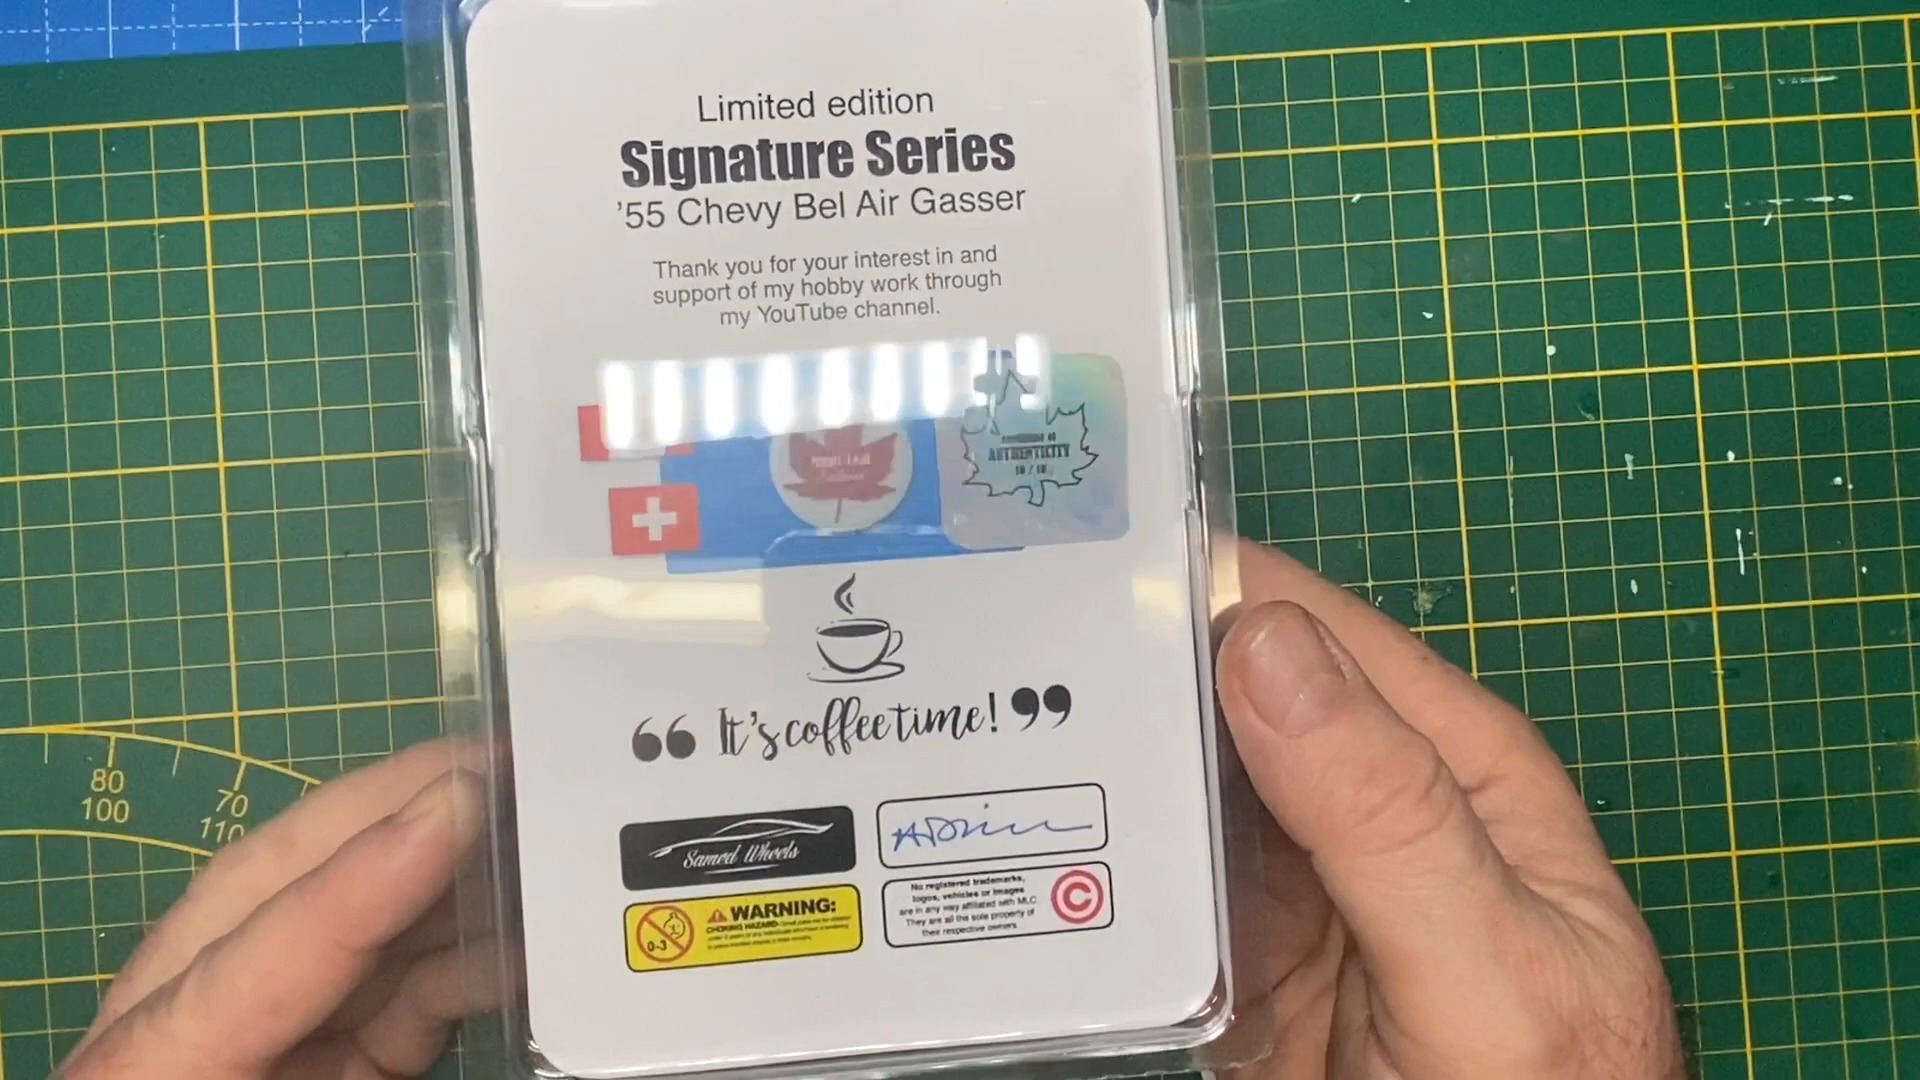 Limited edition
Signature Series
'55 Chevy Bel Air Gasser
Thank you for your interest in and
support of my hobby work through
my YouTube channel.
AUTHENTICITY
10 / 10
“ It's coffee time! ”
Samed Wheels
WARNING:
CHOKING HAZARD-
0-3
No registered trademarks,
logos, vehicles or images
are in any way affiliated with MLC.
They are all the sole property of
their respective owners.
C
80
100
70
110